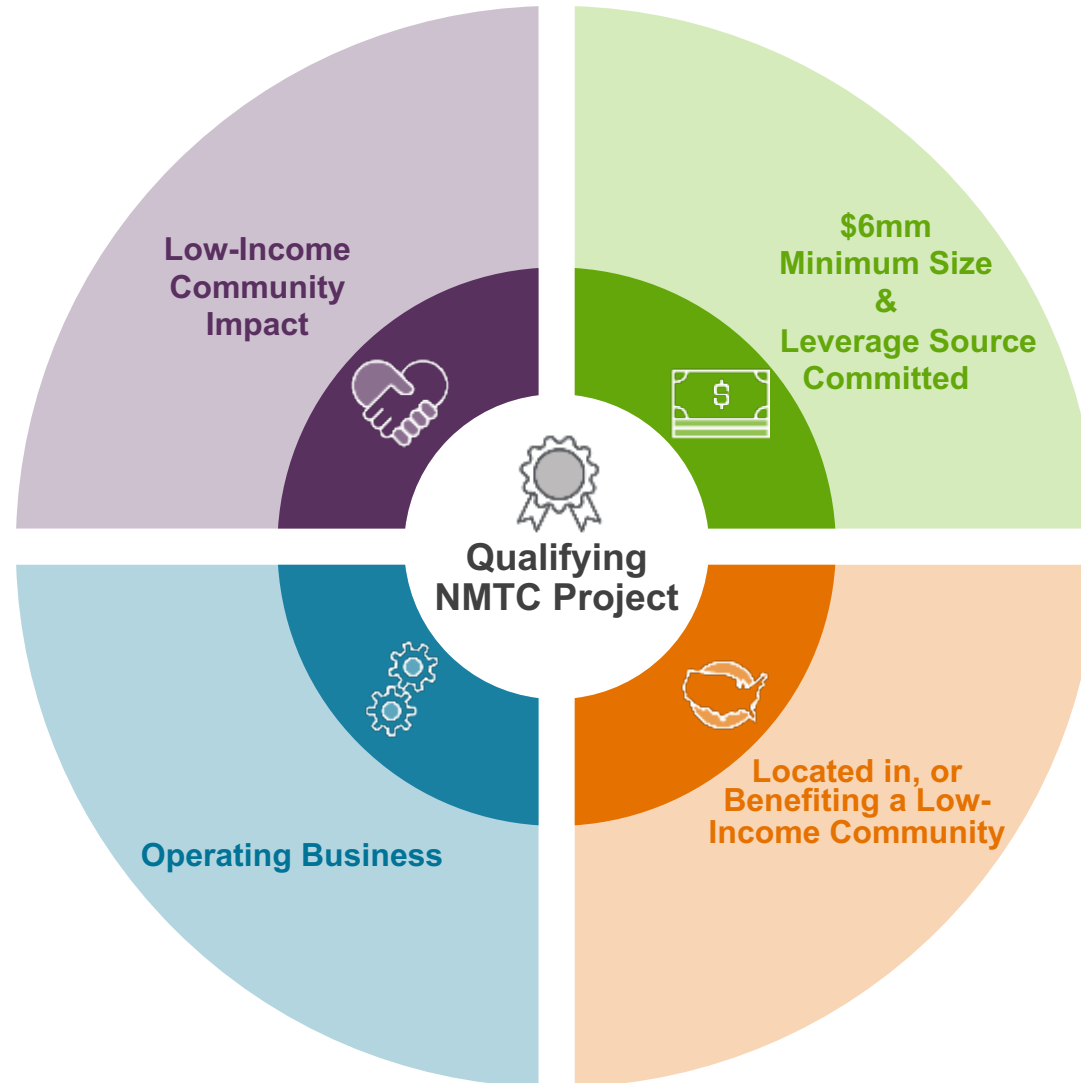 Low-Income
Community
Impact
$6mm
Minimum Size
&
Leverage Source
Committed
$
Qualifying
NMTC Project
Operating Business
Located in, or
Benefiting a Low-
Income Community